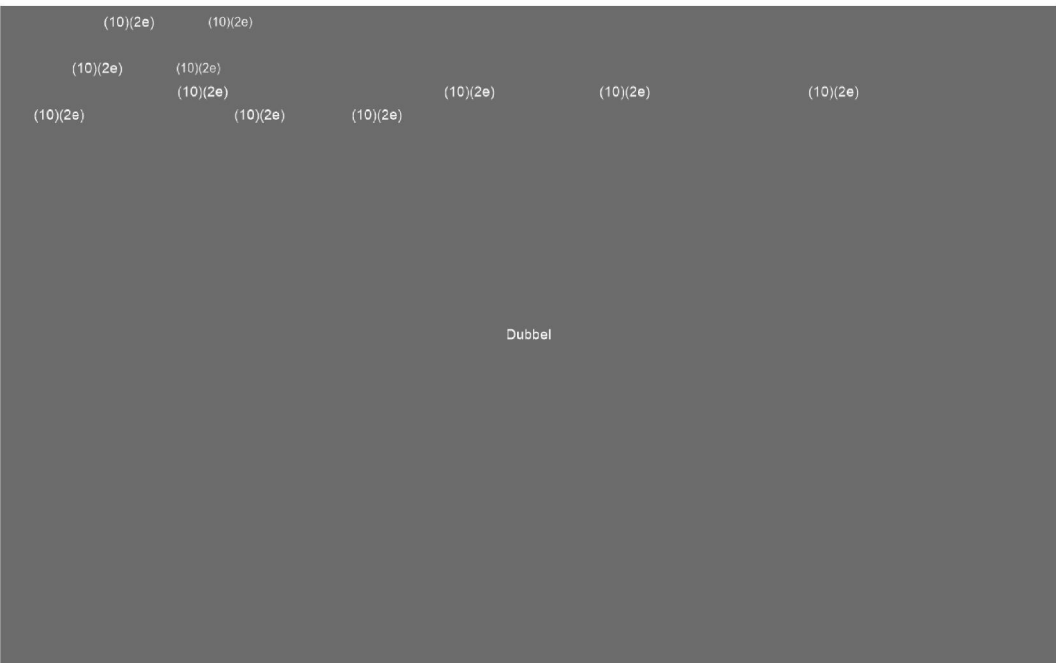 (10)(2e) (10)(2e)
(10)(2e) (10)(2e)
(10)(2e) (10)(2e) (10)(2e) (10)(2e)
(10)(2e) (10)(2e) (10)(2e)
Dubbel